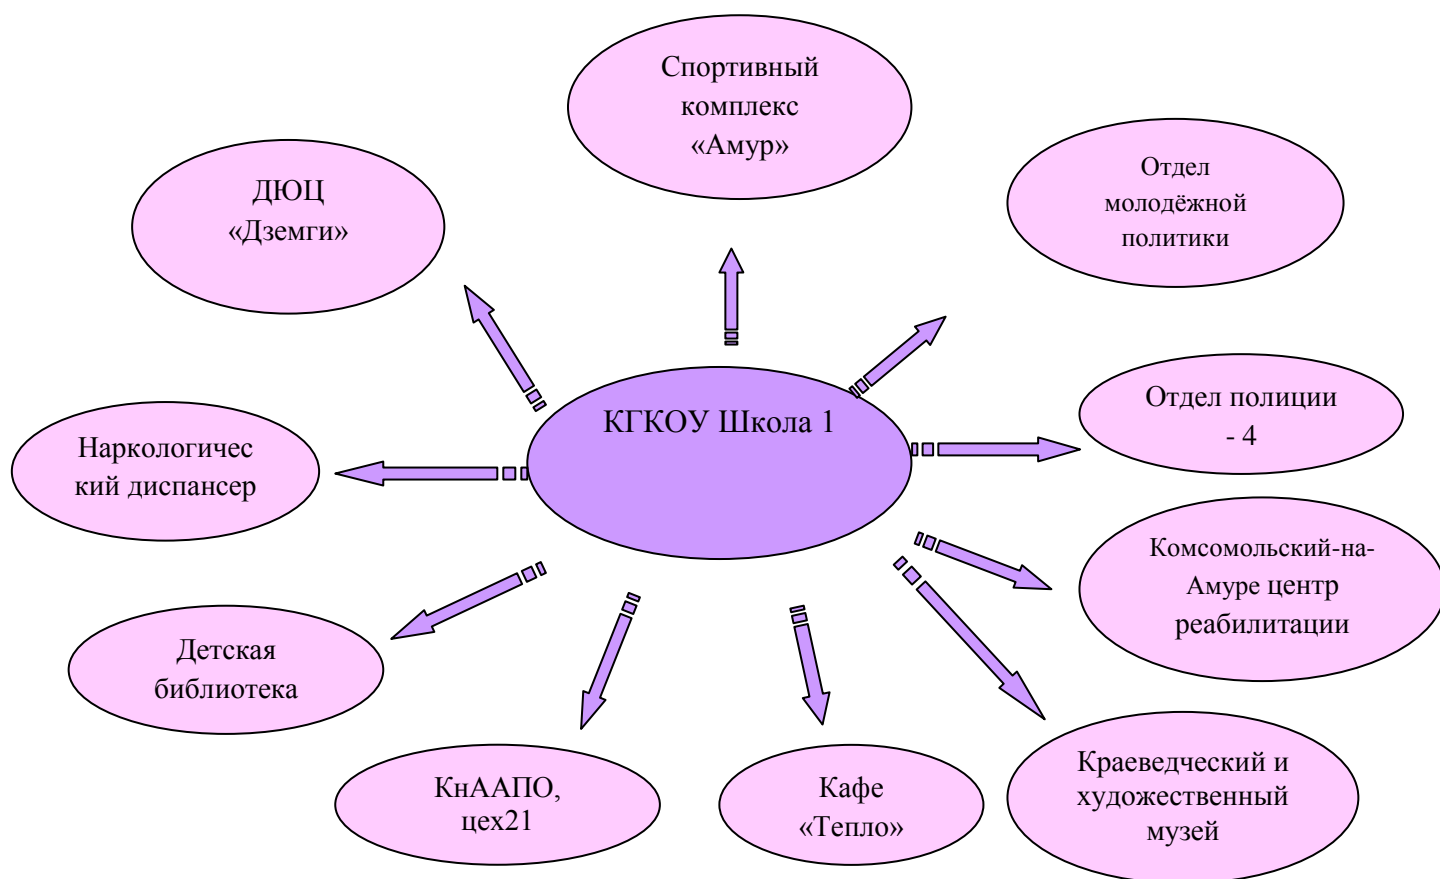 Спортивный
комплекс
«Амур»
ДЮЦ
«Дземги»
Отдел
молодёжной
политики
КГКОУ Школа 1
Отдел полиции
- 4
Наркологичес
кий диспансер
Комсомольский-на-
Амуре центр
реабилитации
Детская
библиотека
КнААПО,
цех21
Кафе
«Тепло»
Краеведческий и
художественный
музей